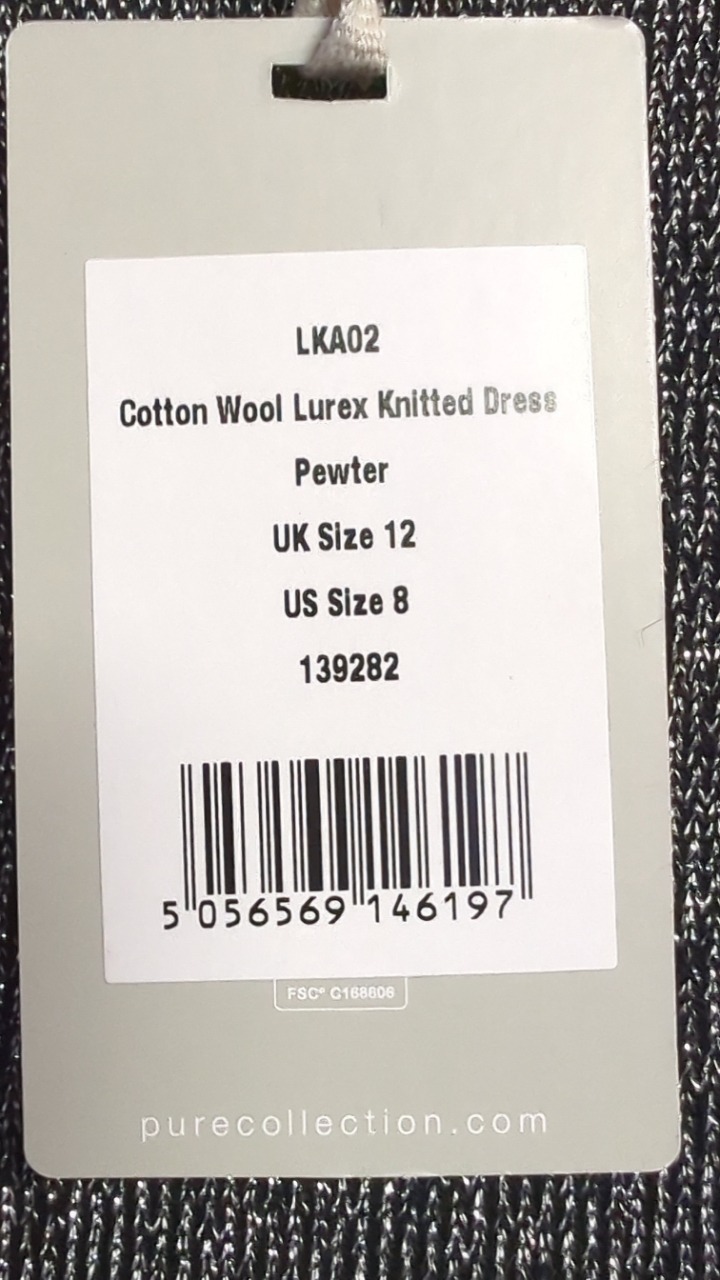 LKA02
Cotton Wool Lurex Knitted Dress
Pewter
UK Size 12
US Size 8
139282
5 056569 146197
FSC® C168606
purecollection.com